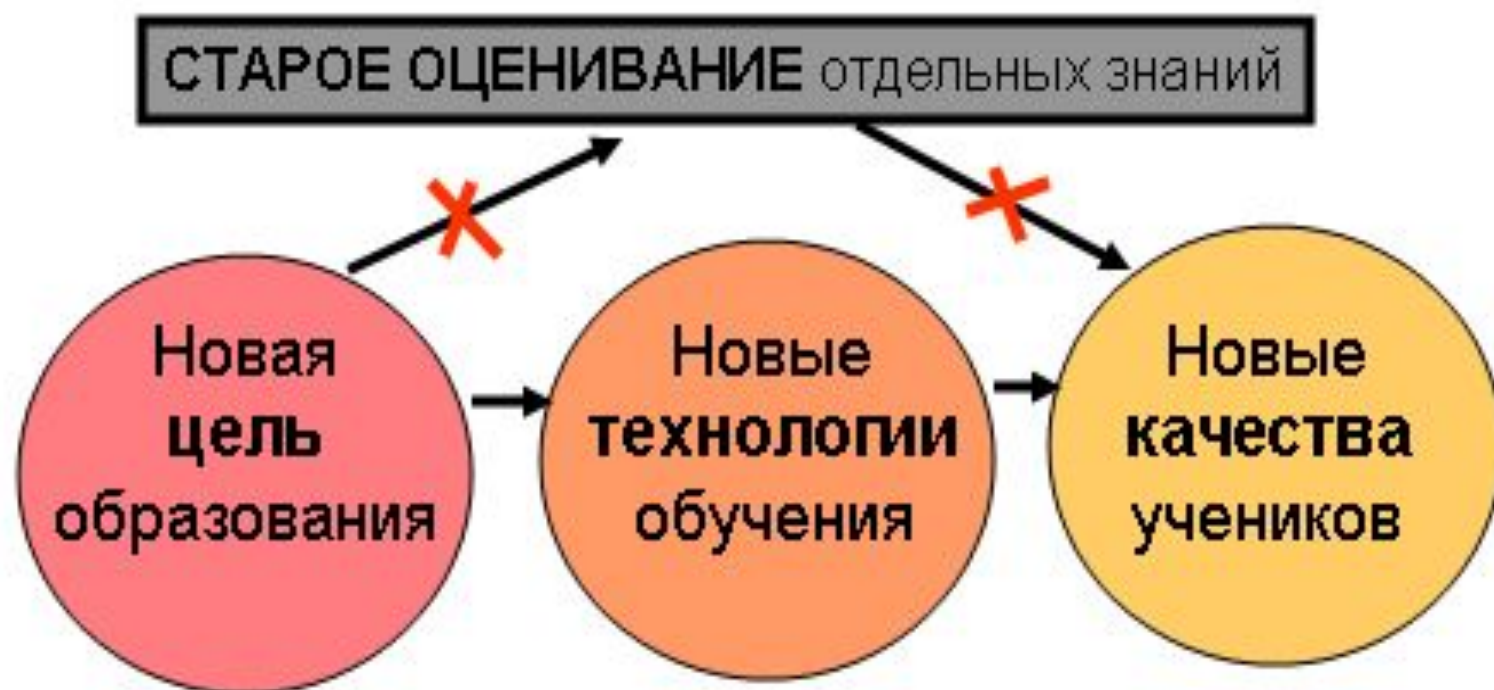 СТАРОЕ ОЦЕНИВАНИЕ отдельных знаний
Новая
цель
образования
Новые
технологии
обучения
Новые
качества
учеников